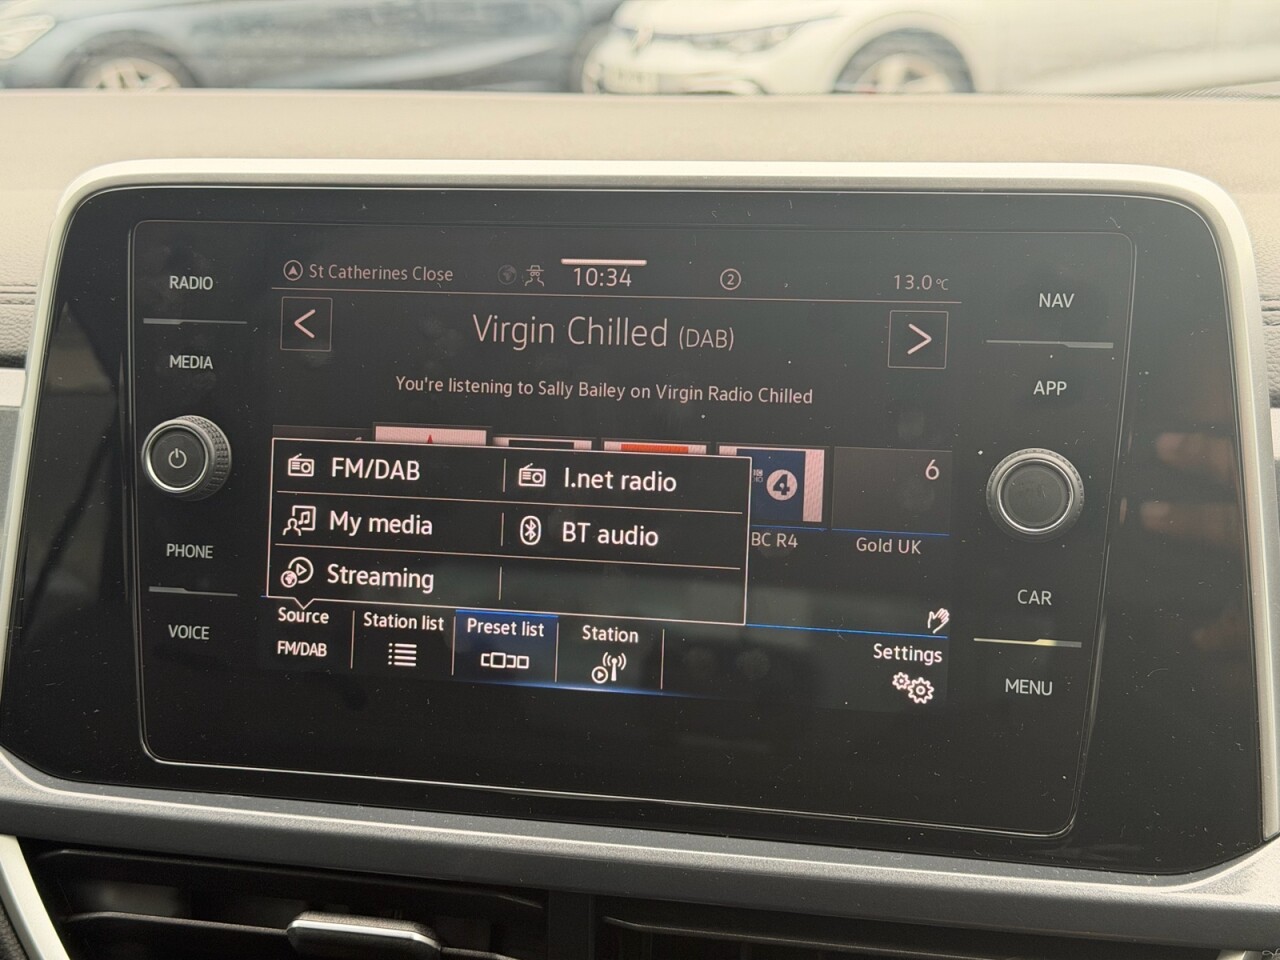 RADIO
MEDIA
PHONE
VOICE
St Catherines Close
10:34
2
13.0°C
<
Virgin Chilled (DAB)
>
You're listening to Sally Bailey on Virgin Radio Chilled
FM/DAB
I.net radio
My media
BT audio
Streaming
4
BC R4
6
Gold UK
Source
FM/DAB
Station list
Preset list
Station
Settings
NAV
APP
CAR
MENU